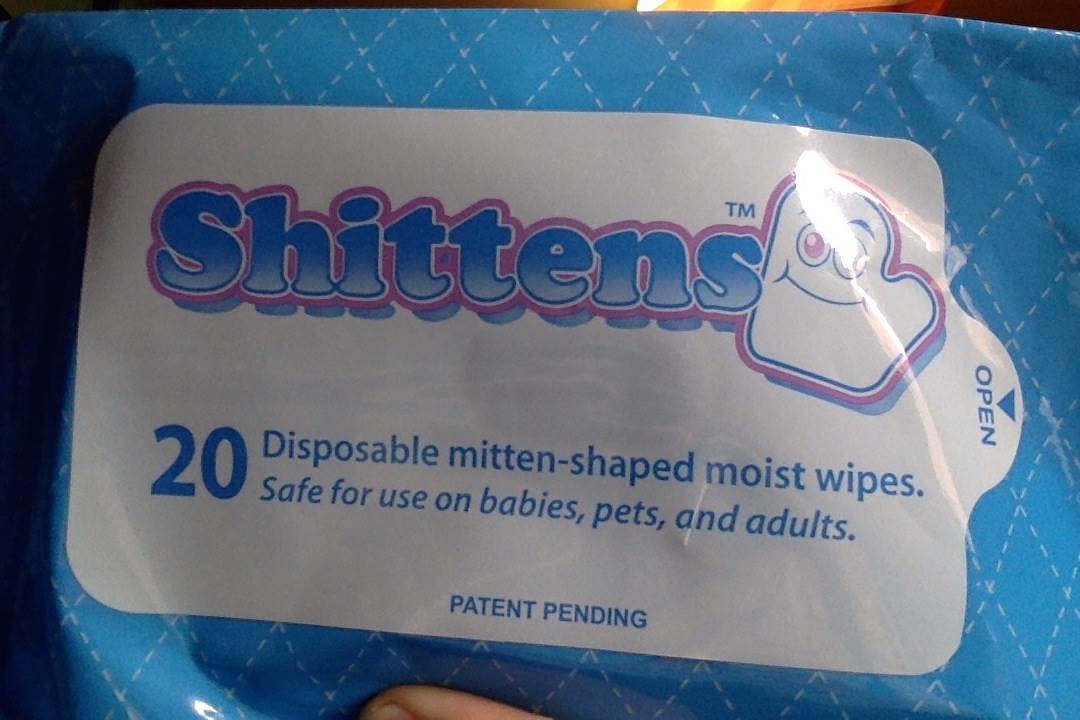 Shittens™
20 Disposable mitten-shaped moist wipes.
Safe for use on babies, pets, and adults.
OPEN
PATENT PENDING